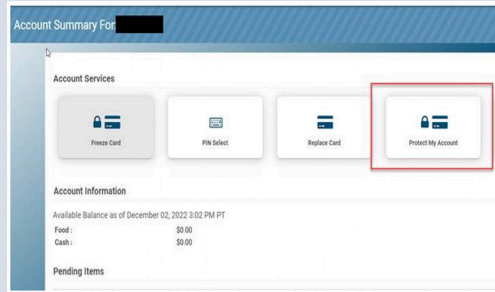 Account Summary For:
Account Services
Freeze Card PIN Select Replace Card Protect My Account
Account Information
Available Balance as of December 02, 2022 3:02 PM PT
Food : $0.00
Cash : $0.00
Pending Items